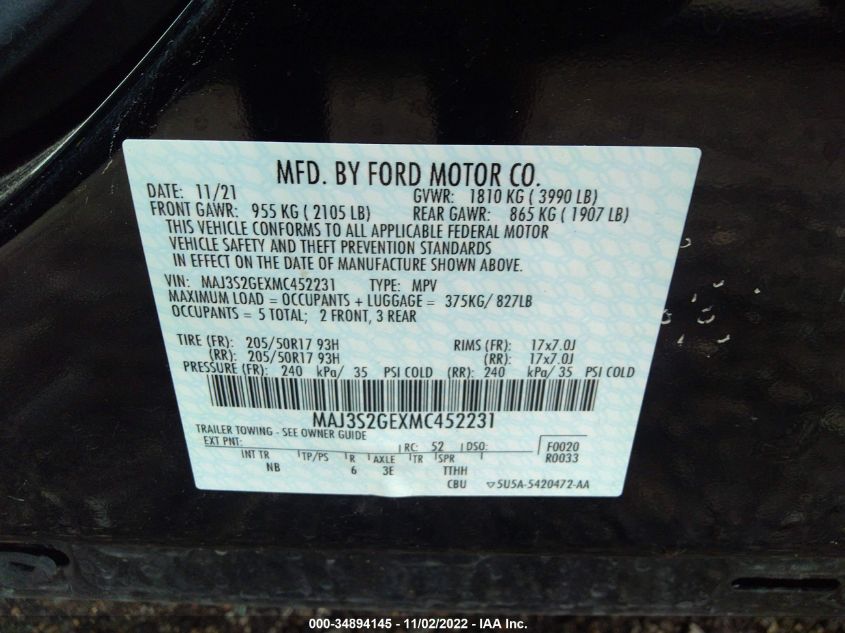 MFD. BY FORD MOTOR CO.
DATE: 11/21 GVWR: 1810 KG ( 3990 LB)
FRONT GAWR: 955 KG ( 2105 LB) REAR GAWR: 865 KG ( 1907 LB)
THIS VEHICLE CONFORMS TO ALL APPLICABLE FEDERAL MOTOR
VEHICLE SAFETY AND THEFT PREVENTION STANDARDS
IN EFFECT ON THE DATE OF MANUFACTURE SHOWN ABOVE.
VIN: MAJ3S2GEXMC452231 TYPE: MPV
MAXIMUM LOAD = OCCUPANTS + LUGGAGE = 375KG/ 827LB
OCCUPANTS = 5 TOTAL; 2 FRONT, 3 REAR
TIRE (FR): 205/50R17 93H RIMS (FR): 17x7.0J
(RR): 205/50R17 93H (RR): 17x7.0J
PRESSURE (FR): 240 kPa/ 35 PSI COLD (RR): 240 kPa/ 35 PSI COLD
MAJ3S2GEXMC452231
TRAILER TOWING - SEE OWNER GUIDE
EXT PNT: RC: 52 DSO: F0020
R0033
INT TR TP/PS R AXLE TR SPR
NB 6 3E TTHH
CBU ▽5U5A-5420472-AA
000-34894145 - 11/02/2022 - IAA Inc.